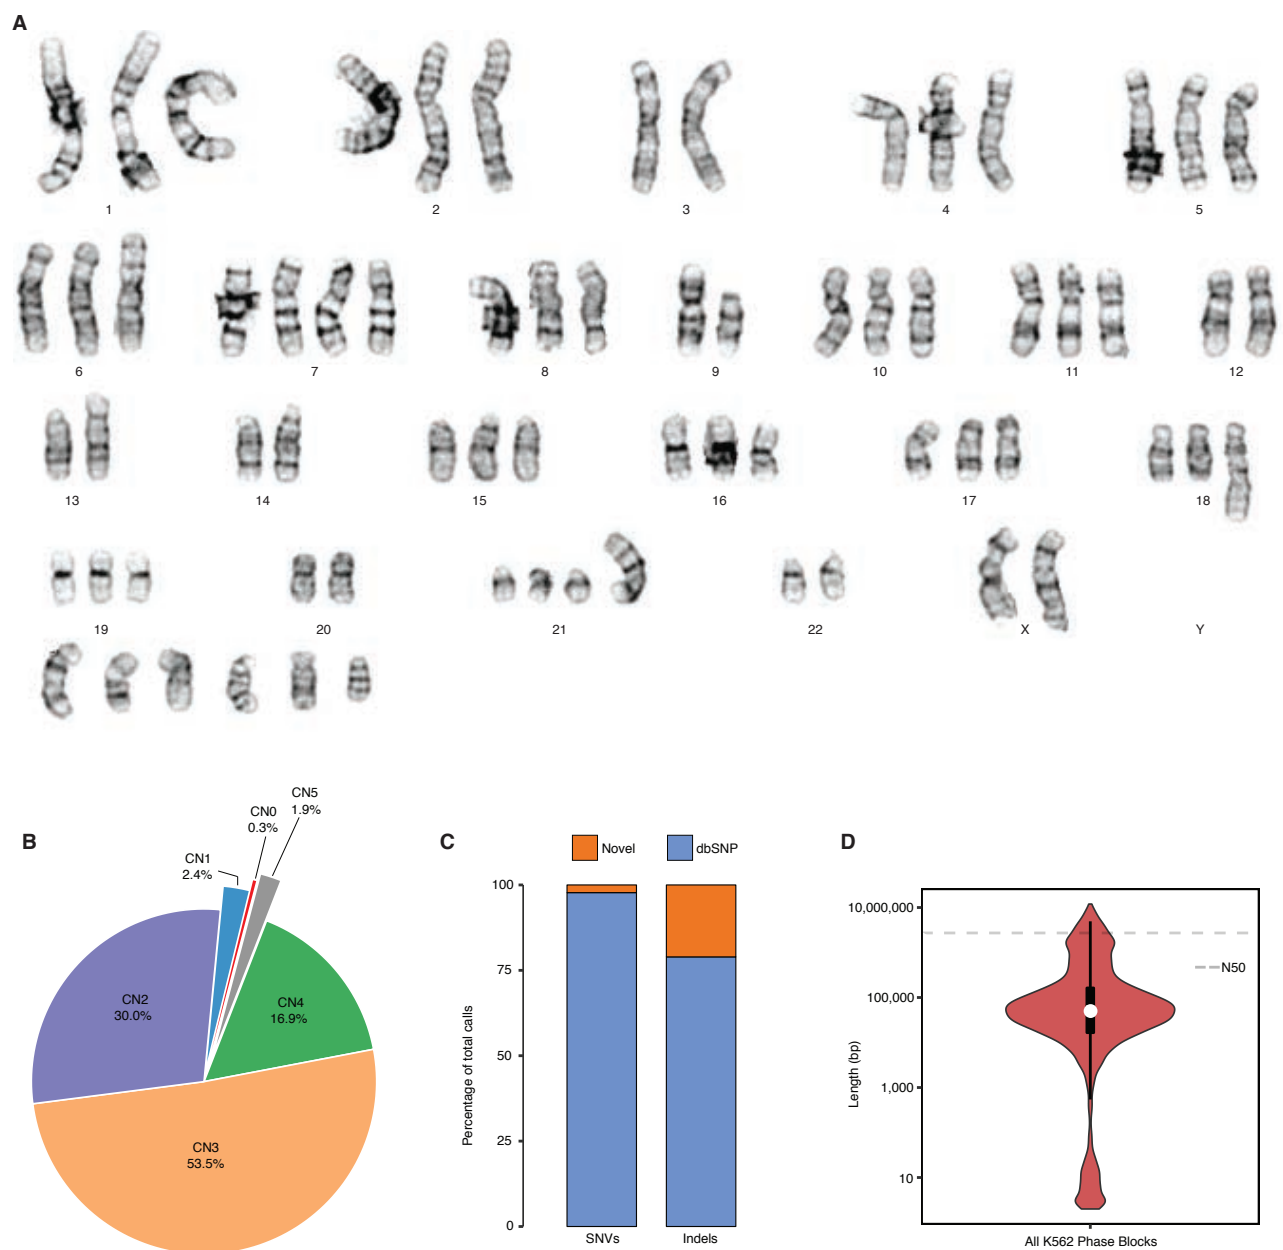 A
1 2 3 4 5
6 7 8 9 10 11 12
13 14 15 16 17 18
19 20 21 22 X Y
B
CN5
1.9%
CN0
0.3%
CN1
2.4%
CN2
30.0%
CN4
16.9%
CN3
53.5%
C
Novel dbSNP
100
75
50
25
0
Percentage of total calls
SNVs Indels
D
10,000,000
100,000
1,000
10
Length (bp)
N50
All K562 Phase Blocks